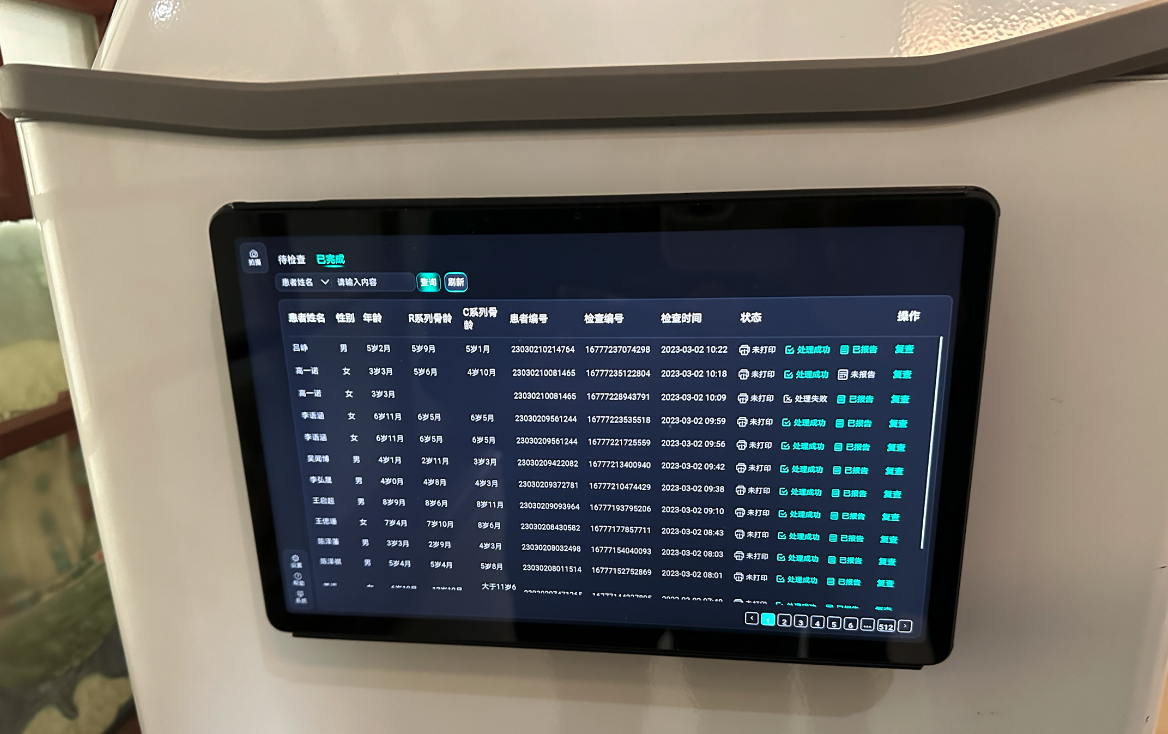 拍摄
待检查 已完成
患者姓名 请输入内容 查询 刷新
患者姓名 性别 年龄 R系列骨龄 C系列骨龄 患者编号 检查编号 检查时间 状态 操作
吕峥 男 5岁2月 5岁9月 5岁1月 23030210214764 16777237074298 2023-03-02 10:22 未打印 处理成功 已报告 复查
高一诺 女 3岁3月 5岁6月 4岁10月 23030210081465 16777235122804 2023-03-02 10:18 未打印 处理成功 未报告 复查
高一诺 女 3岁3月 23030210081465 16777228943791 2023-03-02 10:09 未打印 处理失败 已报告 复查
李语涵 女 6岁11月 6岁5月 6岁5月 23030209561244 16777223535518 2023-03-02 09:59 未打印 处理成功 已报告 复查
李语涵 女 6岁11月 6岁5月 6岁5月 23030209561244 16777221725559 2023-03-02 09:56 未打印 处理成功 已报告 复查
吴闻博 男 4岁1月 2岁11月 3岁3月 23030209422082 16777213400940 2023-03-02 09:42 未打印 处理成功 已报告 复查
李弘晟 男 4岁0月 4岁8月 4岁3月 23030209372781 16777210474429 2023-03-02 09:38 未打印 处理成功 已报告 复查
王启超 男 8岁9月 8岁6月 8岁11月 23030209093964 16777193795206 2023-03-02 09:10 未打印 处理成功 已报告 复查
王偲 女 7岁4月 7岁10月 8岁6月 23030208430582 16777177857711 2023-03-02 08:43 未打印 处理成功 已报告 复查
陈泽 男 3岁3月 2岁9月 4岁3月 23030208032498 16777154040093 2023-03-02 08:03 未打印 处理成功 已报告 复查
陈泽祺 男 5岁4月 5岁4月 5岁8月 23030208011514 16777152752869 2023-03-02 08:01 未打印 处理成功 已报告 复查
大于11岁6
设置
帮助
系统
1 2 3 4 5 6 ... 512